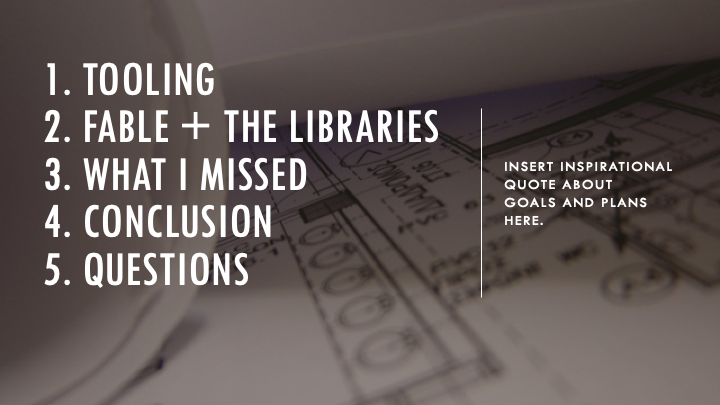 1. TOOLING
2. FABLE + THE LIBRARIES
3. WHAT I MISSED
4. CONCLUSION
5. QUESTIONS
INSERT INSPIRATIONAL
QUOTE ABOUT
GOALS AND PLANS
HERE.